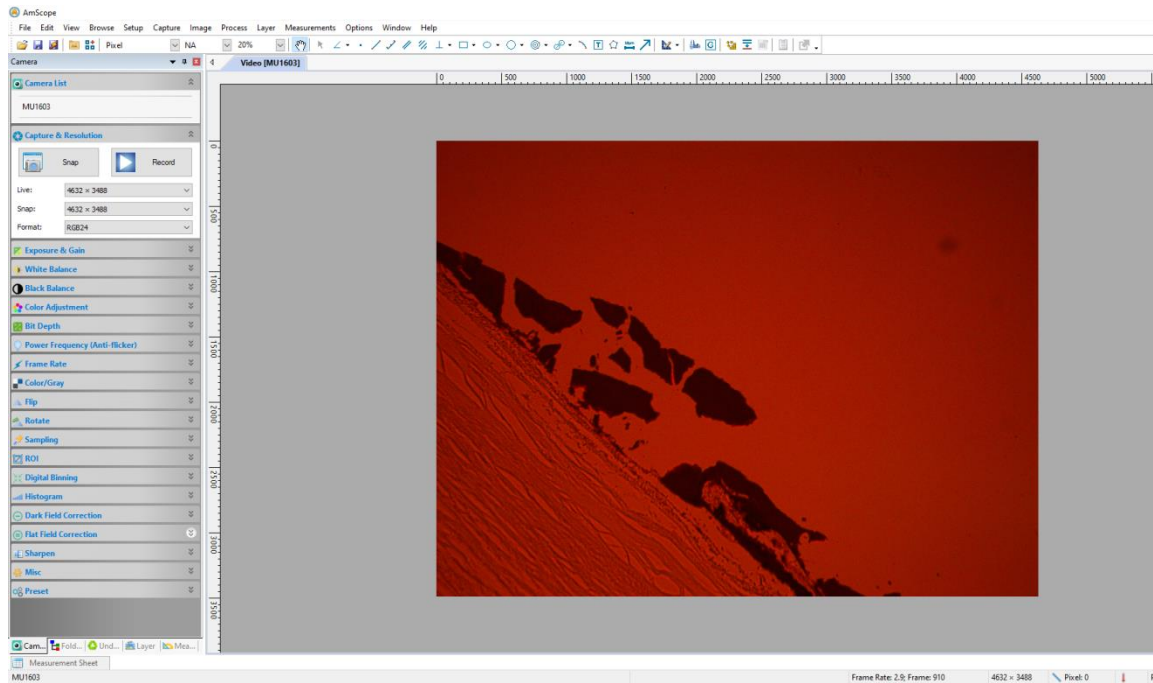 AmScope
File Edit View Browse Setup Capture Image Process Layer Measurements Options Window Help
Pixel NA 20%
Camera
Video [MU1603]
Camera List
MU1603
0 500 1000 1500 2000 2500 3000 3500 4000 4500 5000
Capture & Resolution
Snap Record
Live: 4632 × 3488
Snap: 4632 × 3488
Format: RGB24
Exposure & Gain
White Balance
Black Balance
Color Adjustment
Bit Depth
Power Frequency (Anti-flicker)
Frame Rate
Color/Gray
Flip
Rotate
Sampling
ROI
Digital Binning
Histogram
Dark Field Correction
Flat Field Correction
Sharpen
Misc
Preset
0
500
1000
1500
2000
2500
3000
3500
Cam... Fold... Und... Layer Mea...
Measurement Sheet
MU1603 Frame Rate: 2.9; Frame: 910 4632 × 3488 Pixel: 0